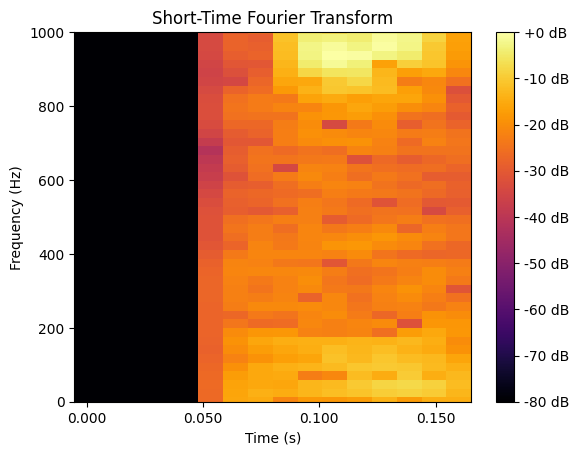 Short-Time Fourier Transform
1000
800
600
400
200
0
Frequency (Hz)
0.000
0.050
0.100
0.150
Time (s)
+0 dB
-10 dB
-20 dB
-30 dB
-40 dB
-50 dB
-60 dB
-70 dB
-80 dB